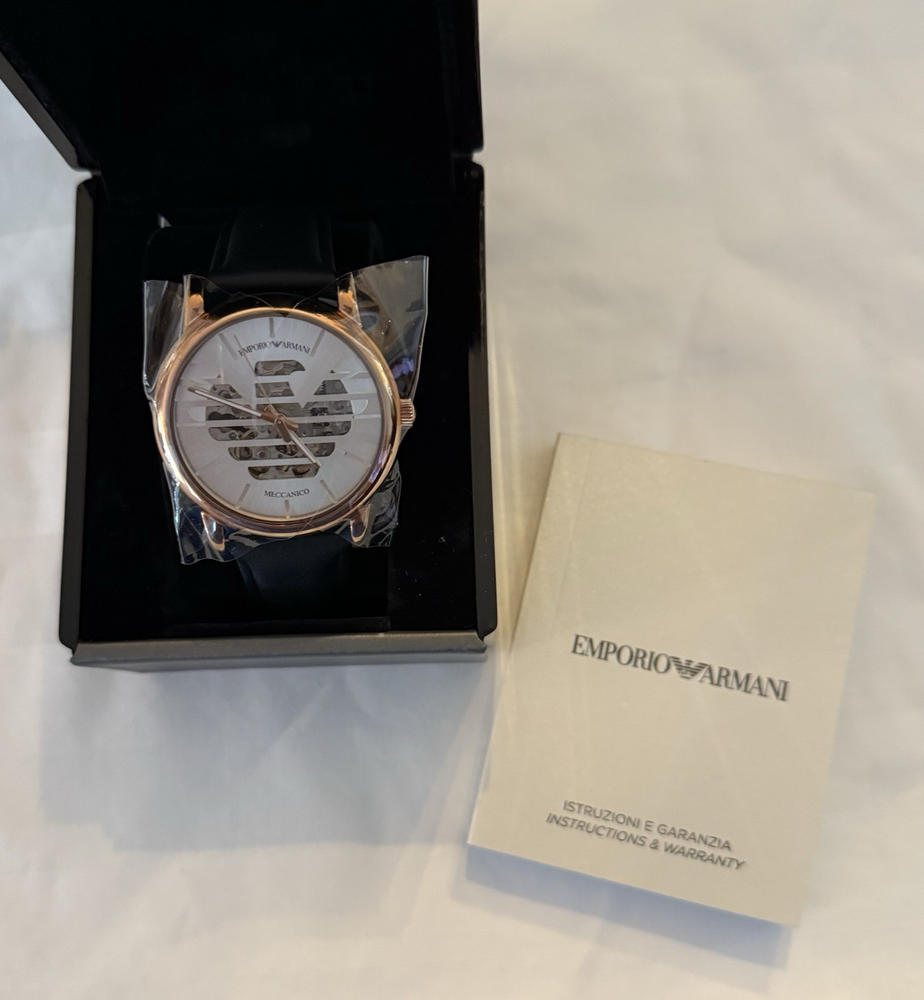 EMPORIO ARMANI
MECCANICO
EMPORIO ARMANI
ISTRUZIONI E GARANZIA
INSTRUCTIONS & WARRANTY